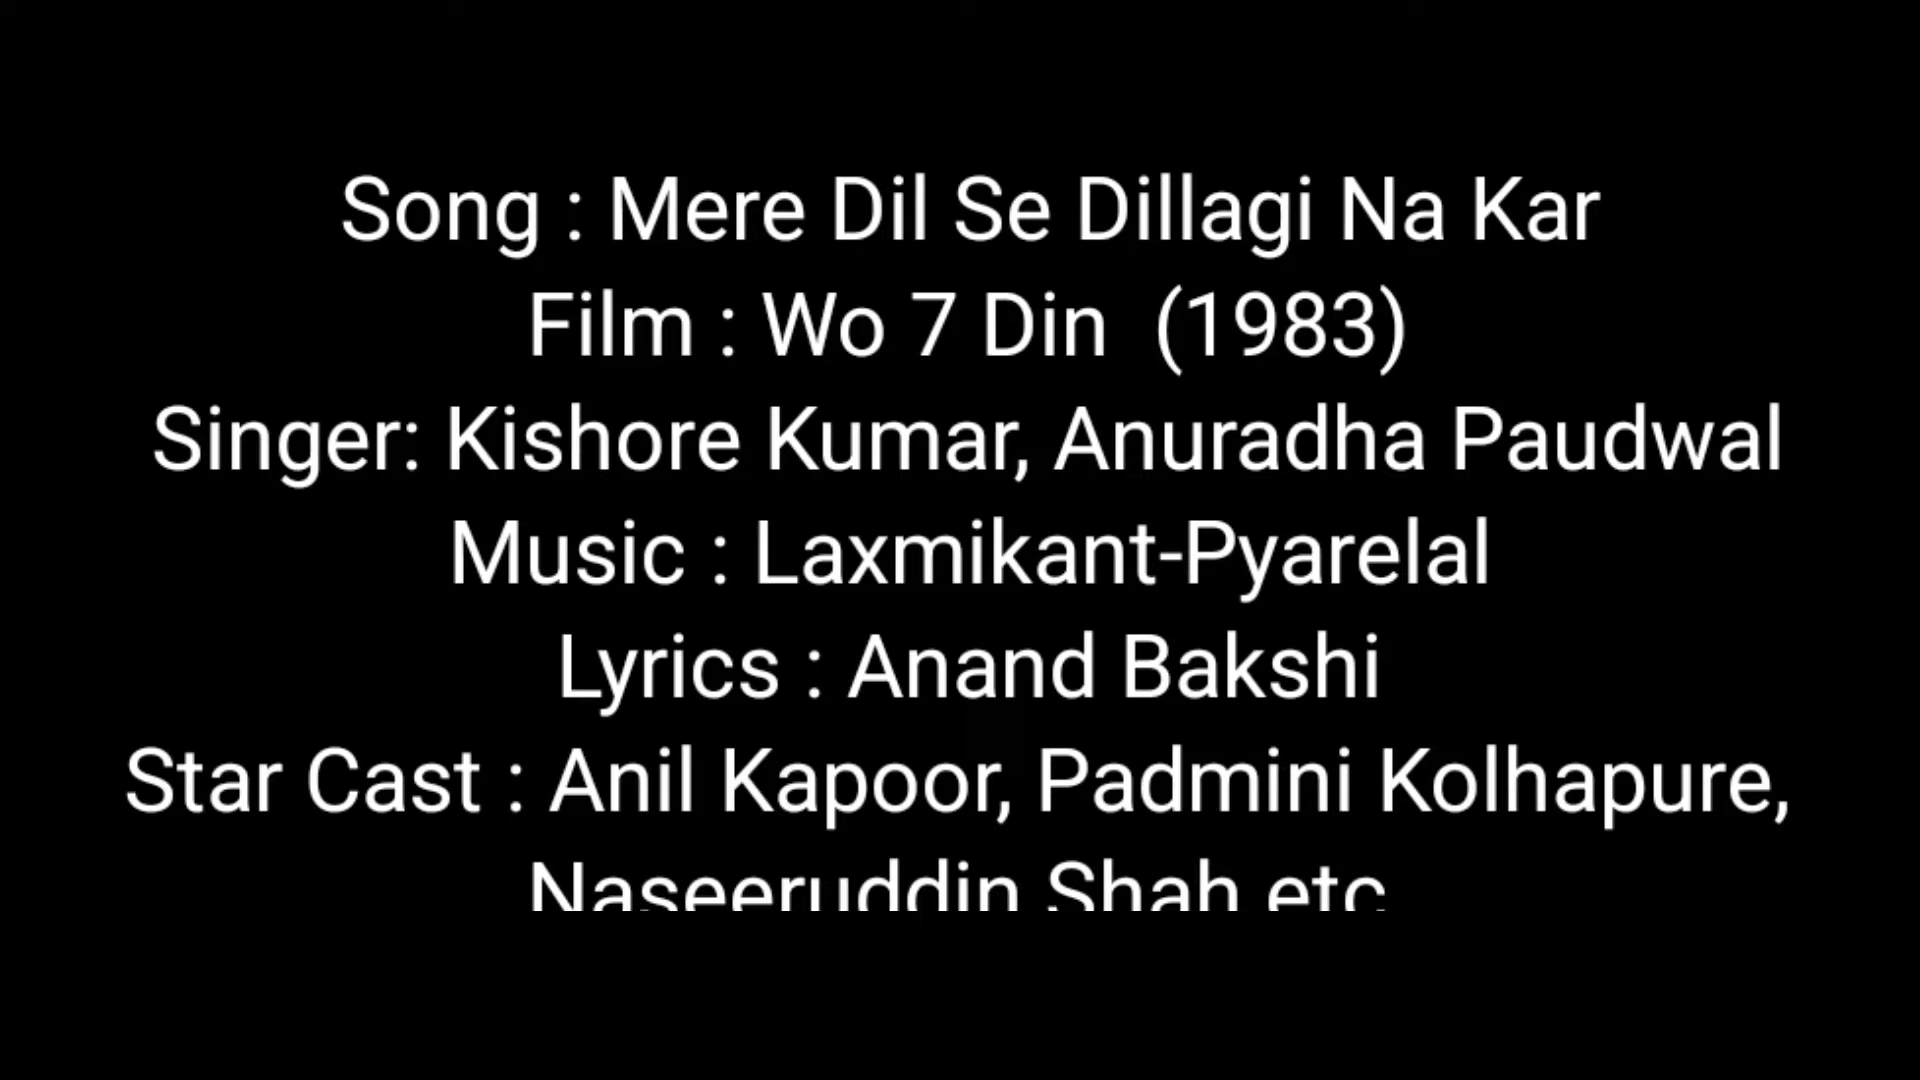 Song : Mere Dil Se Dillagi Na Kar
Film : Wo 7 Din  (1983)
Singer: Kishore Kumar, Anuradha Paudwal
Music : Laxmikant-Pyarelal
Lyrics : Anand Bakshi
Star Cast : Anil Kapoor, Padmini Kolhapure,
Naseeruddin Shah etc